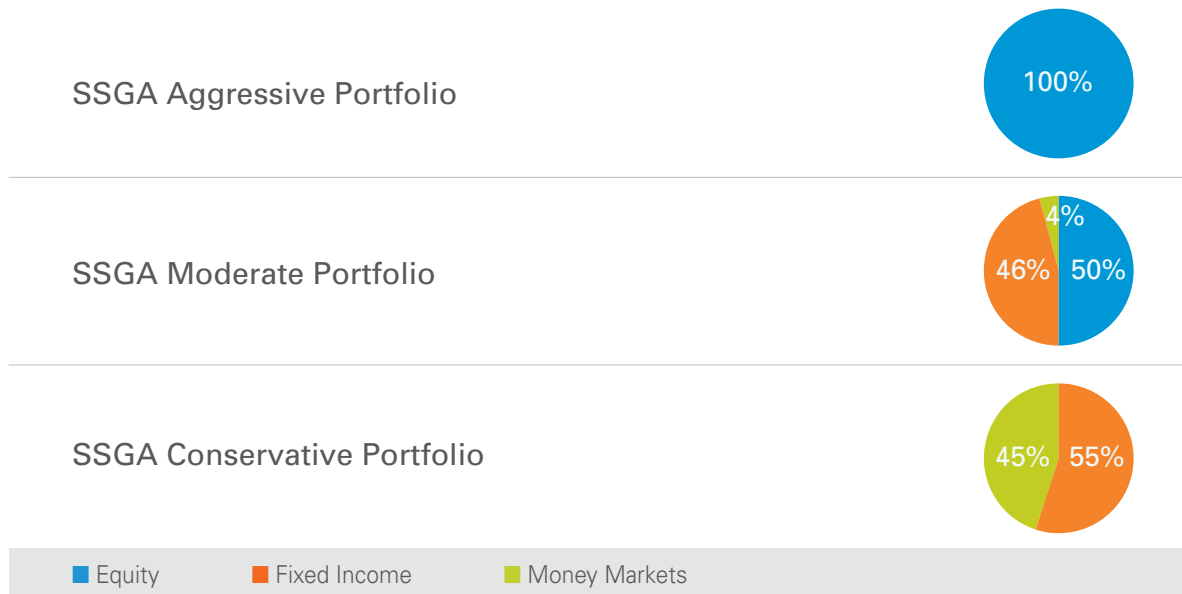 SSGA Aggressive Portfolio
100%
SSGA Moderate Portfolio
4%
46% 50%
SSGA Conservative Portfolio
45% 55%
Equity Fixed Income Money Markets